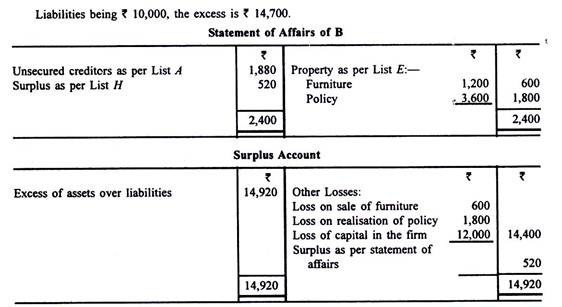 Liabilities being ₹ 10,000, the excess is ₹ 14,700.
Statement of Affairs of B
₹ ₹ ₹
Unsecured creditors as per List A 1,880 Property as per List E:—
Surplus as per List H 520 Furniture 1,200 600
Policy 3,600 1,800
2,400 2,400
Surplus Account
₹ ₹ ₹
Excess of assets over liabilities 14,920 Other Losses:
Loss on sale of furniture 600
Loss on realisation of policy 1,800
Loss of capital in the firm 12,000 14,400
Surplus as per statement of
affairs 520
14,920 14,920